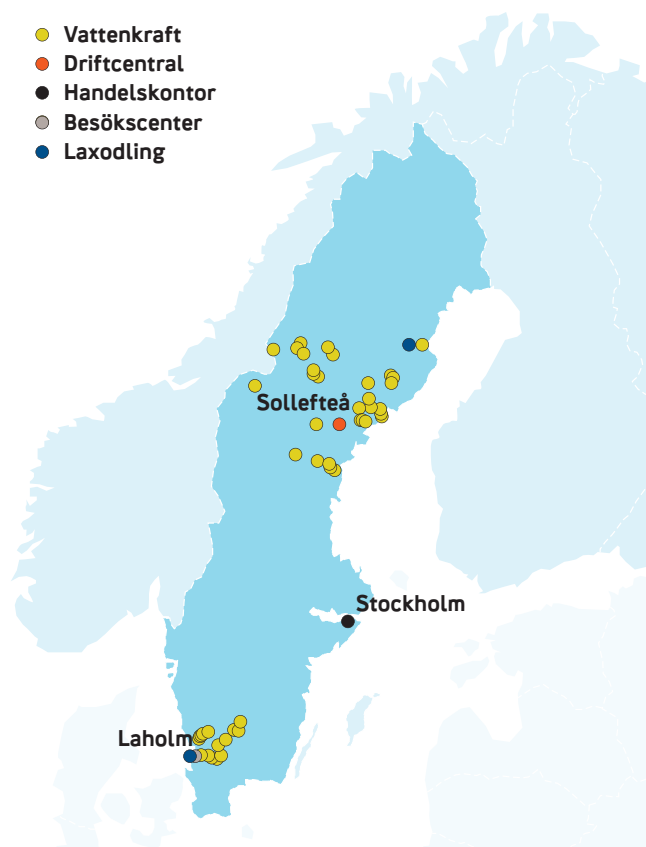 Vattenkraft
Driftcentral
Handelskontor
Besökscenter
Laxodling
Sollefteå
Stockholm
Laholm